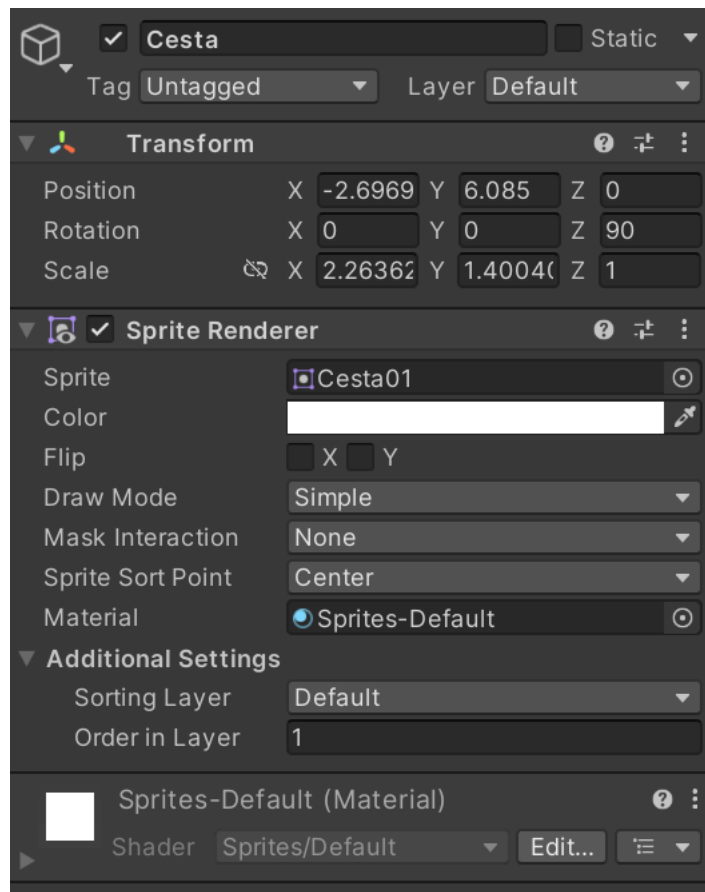 Cesta Static
Tag Untagged Layer Default
Transform
Position X -2.6969 Y 6.085 Z 0
Rotation X 0 Y 0 Z 90
Scale X 2.26362 Y 1.4004( Z 1
Sprite Renderer
Sprite Cesta01
Color
Flip X Y
Draw Mode Simple
Mask Interaction None
Sprite Sort Point Center
Material Sprites-Default
Additional Settings
Sorting Layer Default
Order in Layer 1
Sprites-Default (Material)
Shader Sprites/Default Edit...